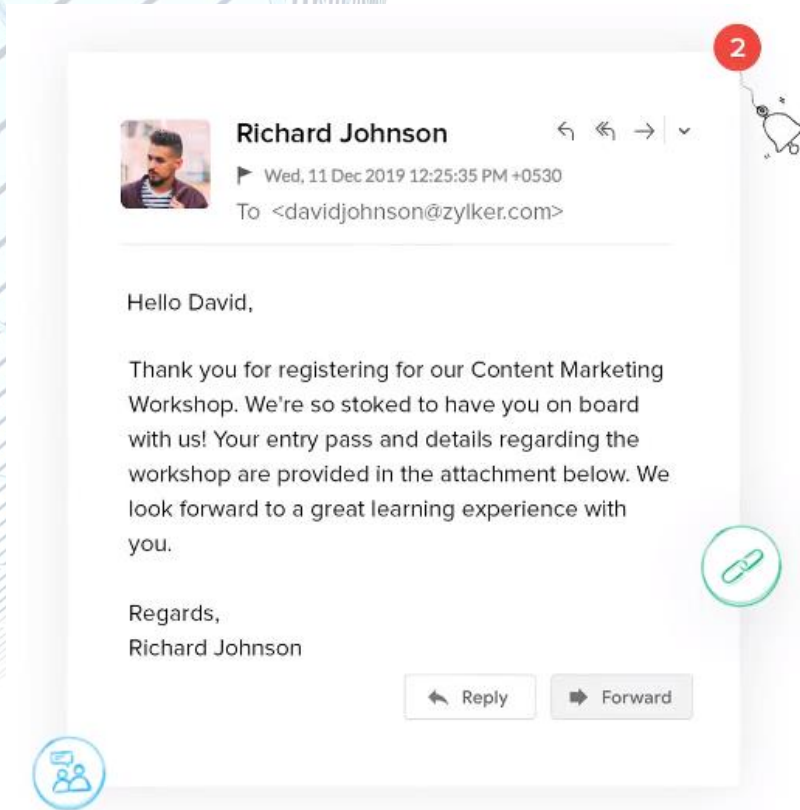 2
Richard Johnson
Wed, 11 Dec 2019 12:25:35 PM +0530
To <davidjohnson@zylker.com>
Hello David,
Thank you for registering for our Content Marketing
Workshop. We're so stoked to have you on board
with us! Your entry pass and details regarding the
workshop are provided in the attachment below. We
look forward to a great learning experience with
you.
Regards,
Richard Johnson
Reply
Forward